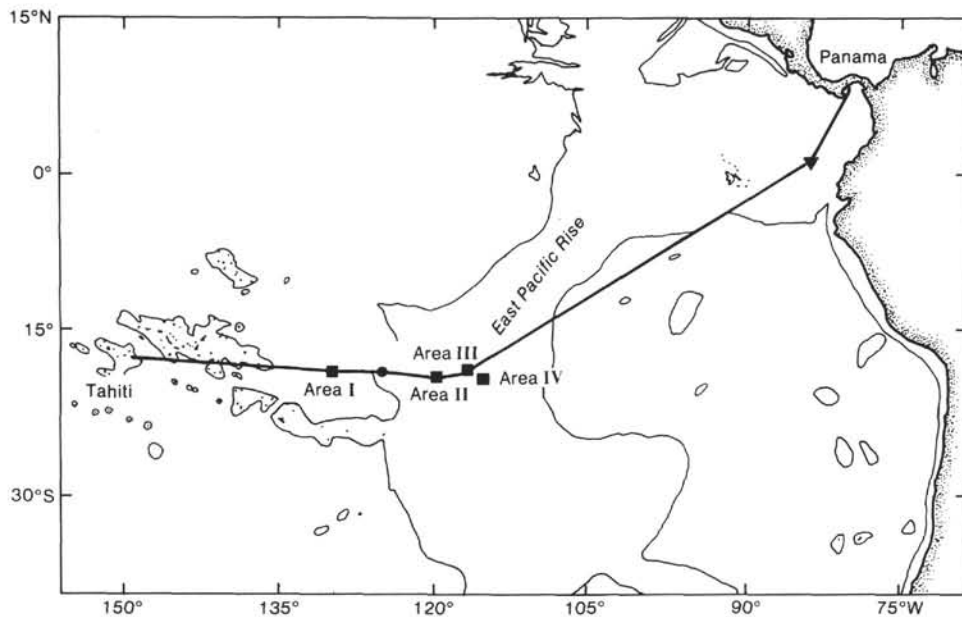 15°N
Panama
0°
East Pacific Rise
15°
Area III
Area I
Area II
Area IV
Tahiti
30°S
150°
135°
120°
105°
90°
75°W